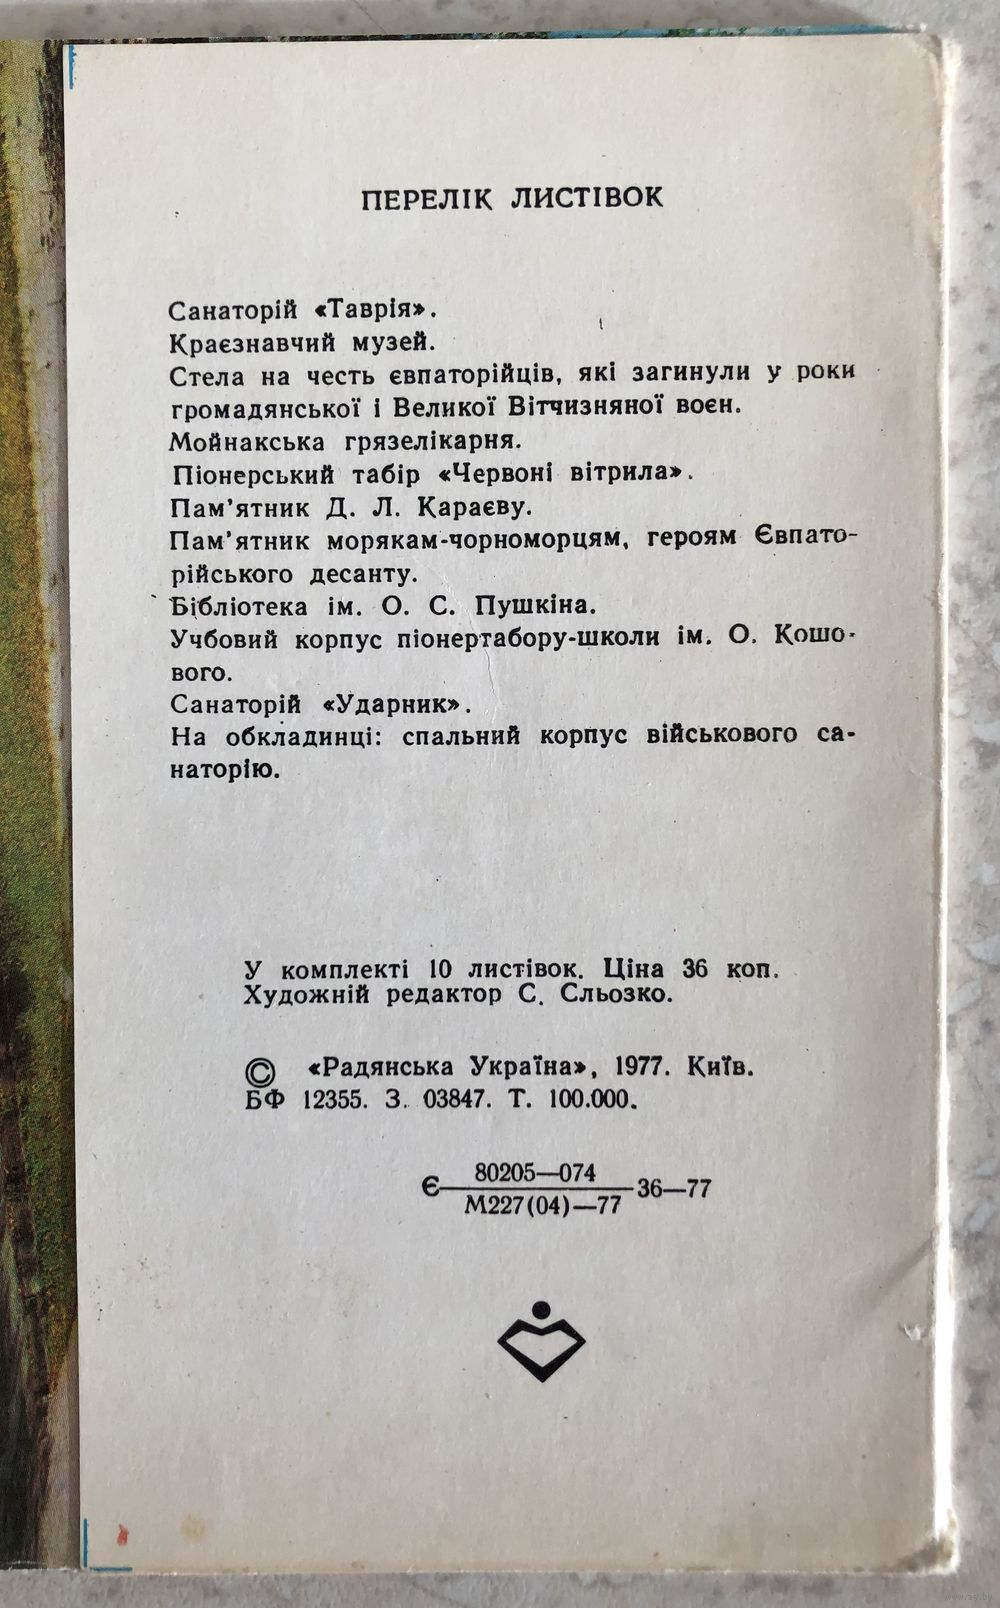 ПЕРЕЛІК ЛИСТІВОК
Санаторій «Таврія».
Краєзнавчий музей.
Стела на честь євпаторійців, які загинули у роки
громадянської і Великої Вітчизняної воєн.
Мойнакська грязелікарня.
Піонерський табір «Червоні вітрила».
Пам'ятник Д. Л. Караєву.
Пам'ятник морякам-чорноморцям, героям Євпато-
рійського десанту.
Бібліотека ім. О. С. Пушкіна.
Учбовий корпус піонертабору-школи ім. О. Кошо-
вого.
Санаторій «Ударник».
На обкладинці: спальний корпус військового са-
наторію.
У комплекті 10 листівок. Ціна 36 коп.
Художній редактор С. Сльозко.
© «Радянська Україна», 1977. Київ.
БФ 12355. З. 03847. Т. 100.000.
80205—074
Є 36—77
М227(04)—77
www.ay.by